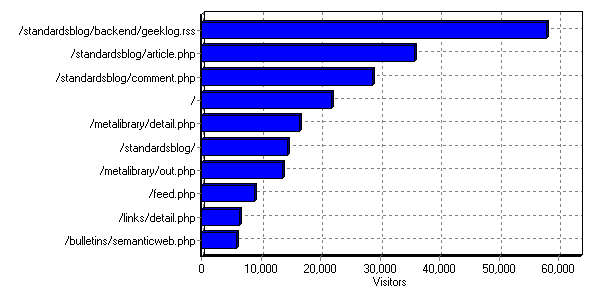 /standardsblog/backend/geeklog.rss
/standardsblog/article.php
/standardsblog/comment.php
/
/metalibrary/detail.php
/standardsblog/
/metalibrary/out.php
/feed.php
/links/detail.php
/bulletins/semanticweb.php
0 10,000 20,000 30,000 40,000 50,000 60,000
Visitors